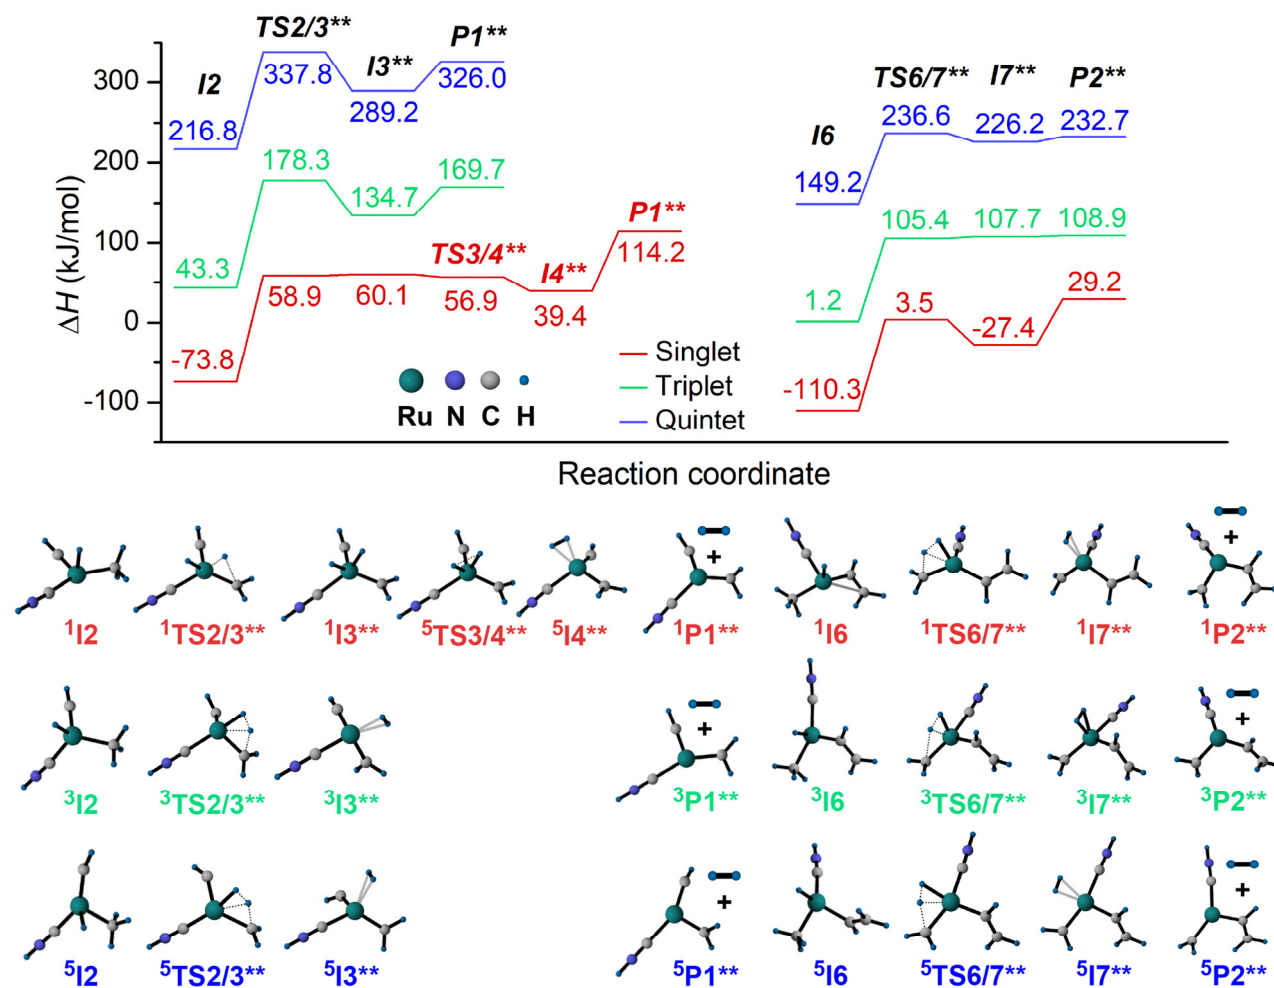 TS2/3**
P1**
I3**
I2
337.8
326.0
289.2
216.8
178.3
134.7
169.7
43.3
TS3/4**
I4**
P1**
58.9
60.1
56.9
39.4
114.2
-73.8
300
200
100
0
-100
ΔH (kJ/mol)
TS6/7**
I7**
P2**
I6
236.6
226.2
232.7
149.2
105.4
107.7
108.9
1.2
3.5
-27.4
29.2
-110.3
Singlet
Triplet
Quintet
Ru N C H
Reaction coordinate
+ +
¹I2 ¹TS2/3** ¹I3** ⁵TS3/4** ⁵I4** ¹P1** ¹I6 ¹TS6/7** ¹I7** ¹P2**
+ +
³I2 ³TS2/3** ³I3** ³P1** ³I6 ³TS6/7** ³I7** ³P2**
+ +
⁵I2 ⁵TS2/3** ⁵I3** ⁵P1** ⁵I6 ⁵TS6/7** ⁵I7** ⁵P2**